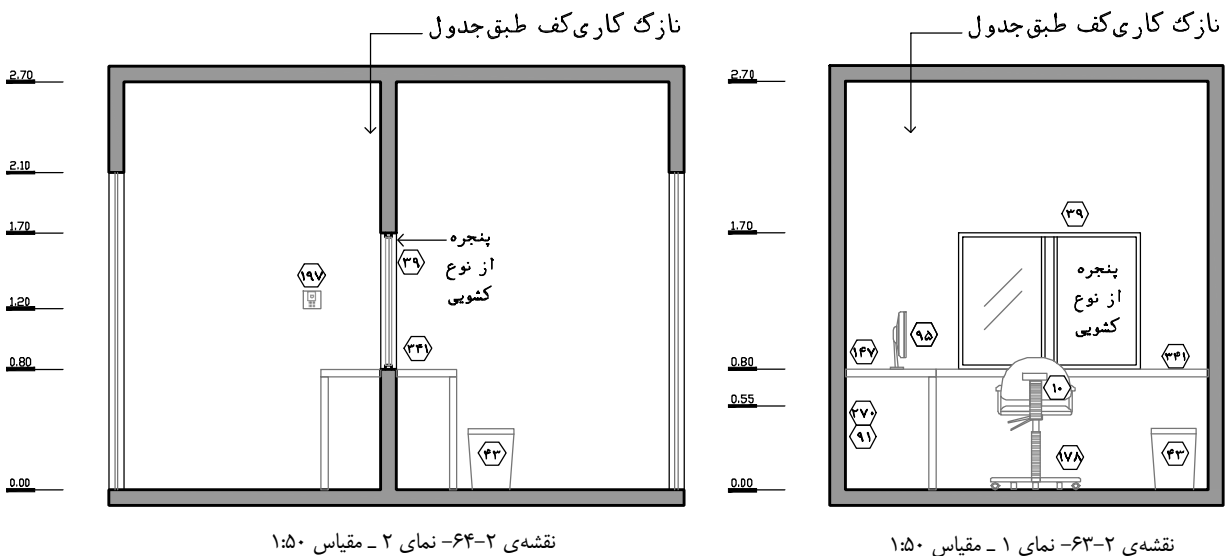 نازک کاری کف طبق جدول
2.70
2.10
1.70
1.20
0.80
0.00
۱۹۷
۳۹
پنجره
از نوع
کشویی
۳۴۱
۴۳
نقشه‌ی ۲-۶۴- نمای ۲ ـ مقیاس ۱:۵۰
نازک کاری کف طبق جدول
2.70
1.70
0.80
0.55
0.00
۳۹
پنجره
از نوع
کشویی
۹۵
۱۴۷
۳۴۱
۱۰
۲۷۰
۹۱
۱۷۸
۴۳
نقشه‌ی ۲-۶۳- نمای ۱ ـ مقیاس ۱:۵۰